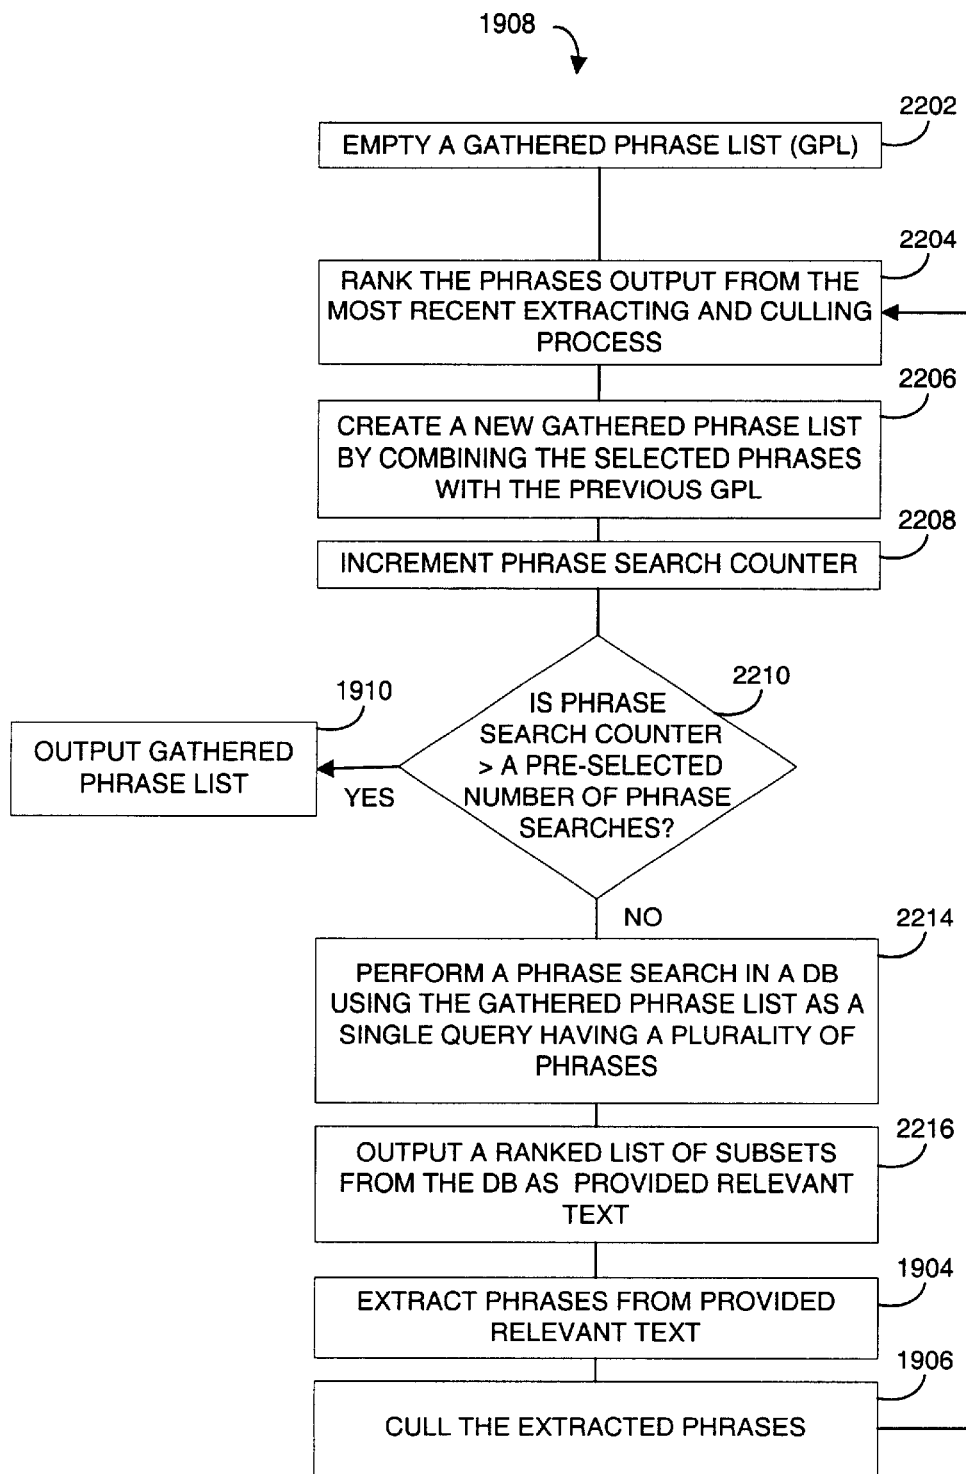 1908
2202
EMPTY A GATHERED PHRASE LIST (GPL)
2204
RANK THE PHRASES OUTPUT FROM THE
MOST RECENT EXTRACTING AND CULLING
PROCESS
2206
CREATE A NEW GATHERED PHRASE LIST
BY COMBINING THE SELECTED PHRASES
WITH THE PREVIOUS GPL
2208
INCREMENT PHRASE SEARCH COUNTER
2210
IS PHRASE
SEARCH COUNTER
> A PRE-SELECTED
NUMBER OF PHRASE
SEARCHES?
1910
OUTPUT GATHERED
PHRASE LIST
YES
NO
2214
PERFORM A PHRASE SEARCH IN A DB
USING THE GATHERED PHRASE LIST AS A
SINGLE QUERY HAVING A PLURALITY OF
PHRASES
2216
OUTPUT A RANKED LIST OF SUBSETS
FROM THE DB AS PROVIDED RELEVANT
TEXT
1904
EXTRACT PHRASES FROM PROVIDED
RELEVANT TEXT
1906
CULL THE EXTRACTED PHRASES